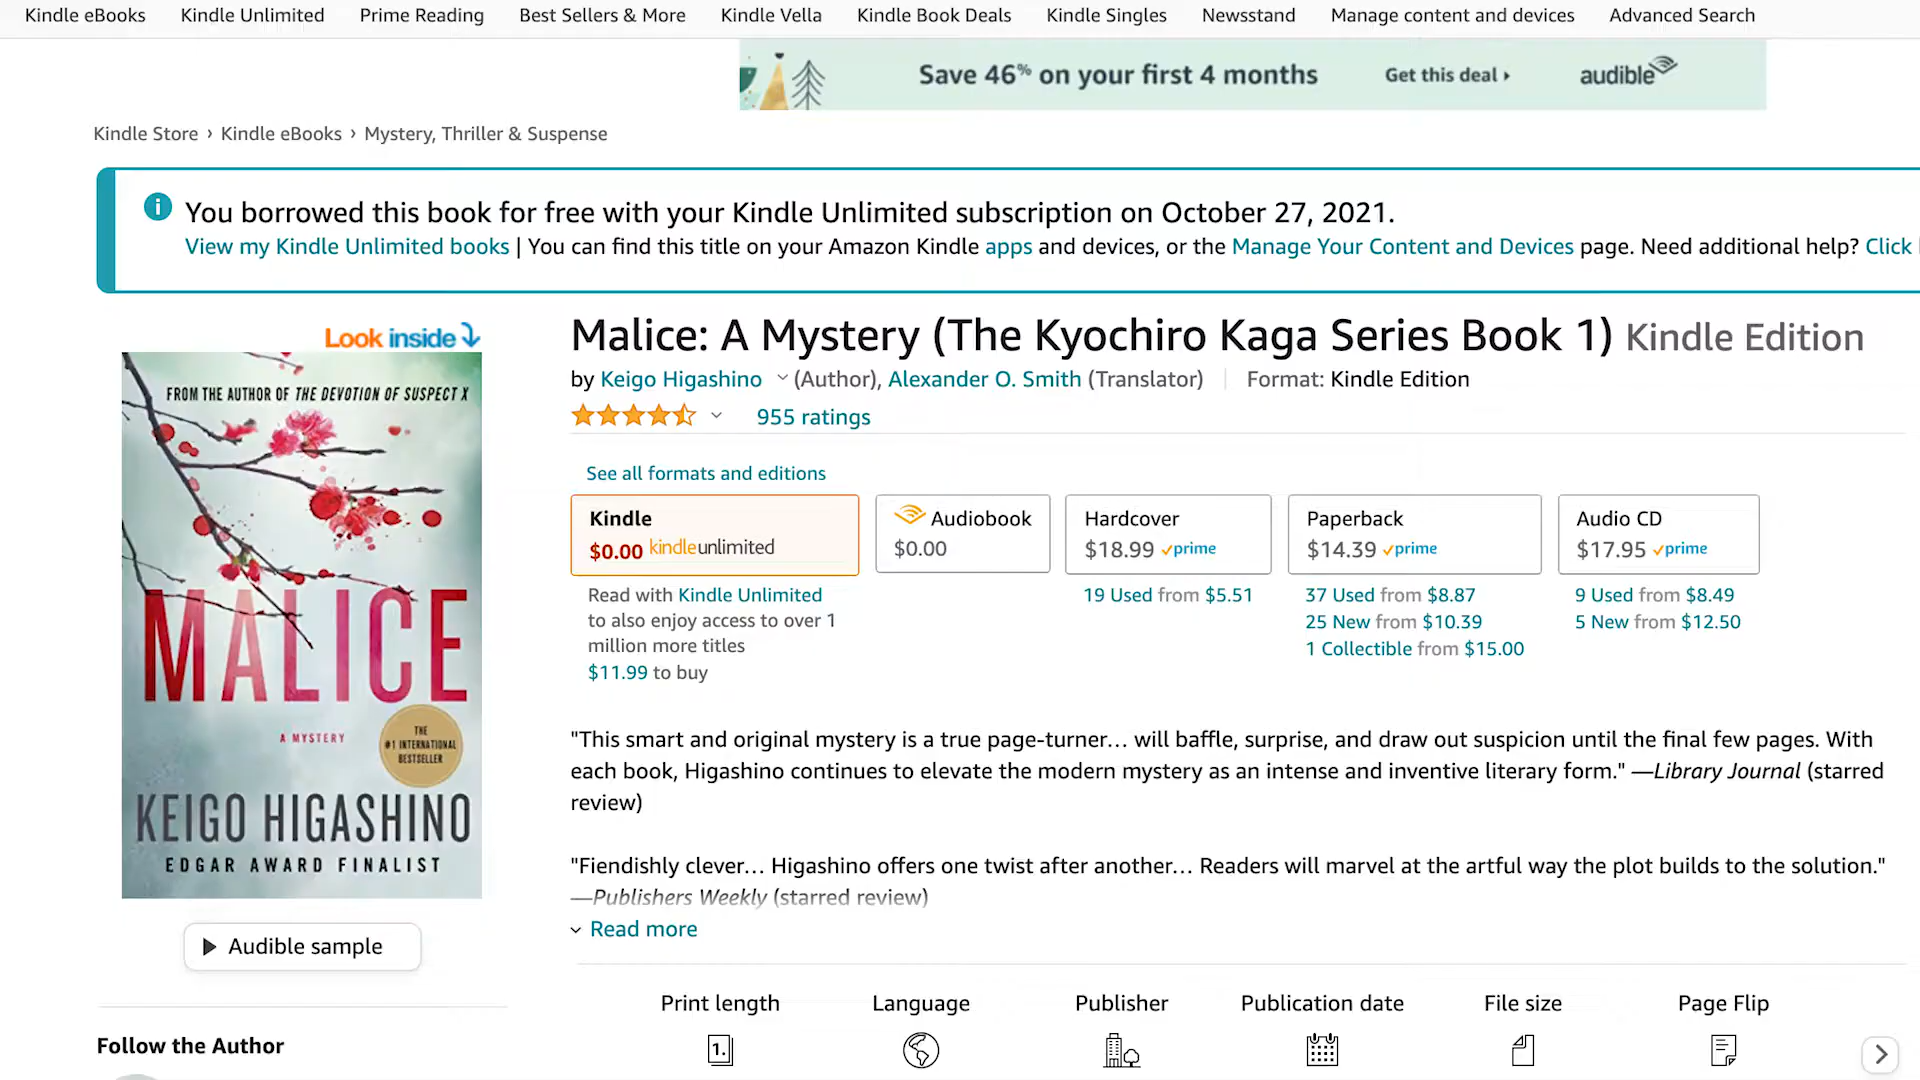 Kindle eBooks Kindle Unlimited Prime Reading Best Sellers & More Kindle Vella Kindle Book Deals Kindle Singles Newsstand Manage content and devices Advanced Search
Save 46% on your first 4 months Get this deal audible
Kindle Store › Kindle eBooks › Mystery, Thriller & Suspense
You borrowed this book for free with your Kindle Unlimited subscription on October 27, 2021.
View my Kindle Unlimited books | You can find this title on your Amazon Kindle apps and devices, or the Manage Your Content and Devices page. Need additional help? Click
Look inside
FROM THE AUTHOR OF THE DEVOTION OF SUSPECT X
MALICE
A MYSTERY
THE
#1 INTERNATIONAL
BESTSELLER
KEIGO HIGASHINO
EDGAR AWARD FINALIST
Audible sample
Follow the Author
Malice: A Mystery (The Kyochiro Kaga Series Book 1) Kindle Edition
by Keigo Higashino (Author), Alexander O. Smith (Translator) | Format: Kindle Edition
955 ratings
See all formats and editions
Kindle
$0.00 kindleunlimited
Read with Kindle Unlimited
to also enjoy access to over 1
million more titles
$11.99 to buy
Audiobook
$0.00
Hardcover
$18.99 prime
19 Used from $5.51
Paperback
$14.39 prime
37 Used from $8.87
25 New from $10.39
1 Collectible from $15.00
Audio CD
$17.95 prime
9 Used from $8.49
5 New from $12.50
"This smart and original mystery is a true page-turner… will baffle, surprise, and draw out suspicion until the final few pages. With
each book, Higashino continues to elevate the modern mystery as an intense and inventive literary form." —Library Journal (starred
review)
"Fiendishly clever… Higashino offers one twist after another… Readers will marvel at the artful way the plot builds to the solution."
—Publishers Weekly (starred review)
Read more
Print length Language Publisher Publication date File size Page Flip
1.